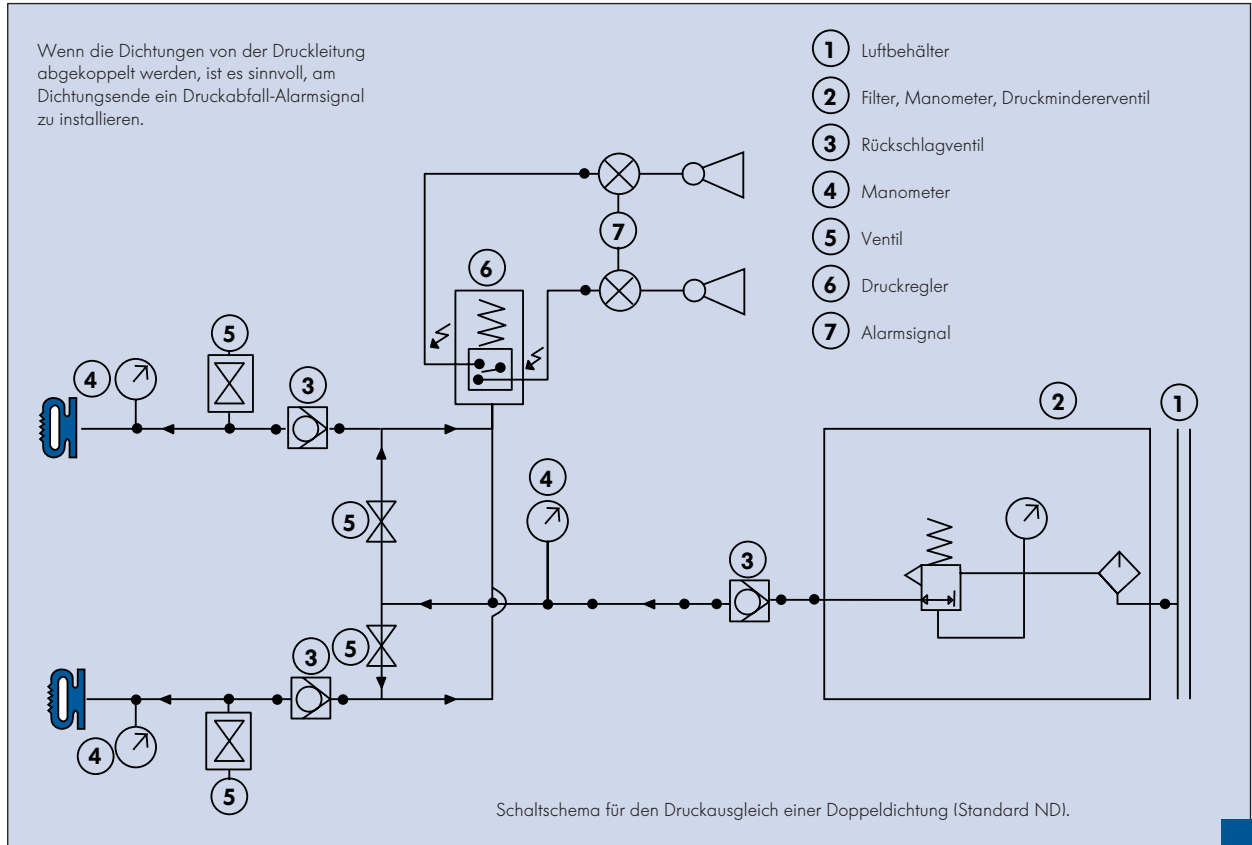 Wenn die Dichtungen von der Druckleitung
abgekoppelt werden, ist es sinnvoll, am
Dichtungsende ein Druckabfall-Alarmsignal
zu installieren.
1 Luftbehälter
2 Filter, Manometer, Druckmindererventil
3 Rückschlagventil
4 Manometer
5 Ventil
6 Druckregler
7 Alarmsignal
7
6
5
4
3
2
1
4
5
3
5
3
4
5
Schaltschema für den Druckausgleich einer Doppeldichtung (Standard ND).